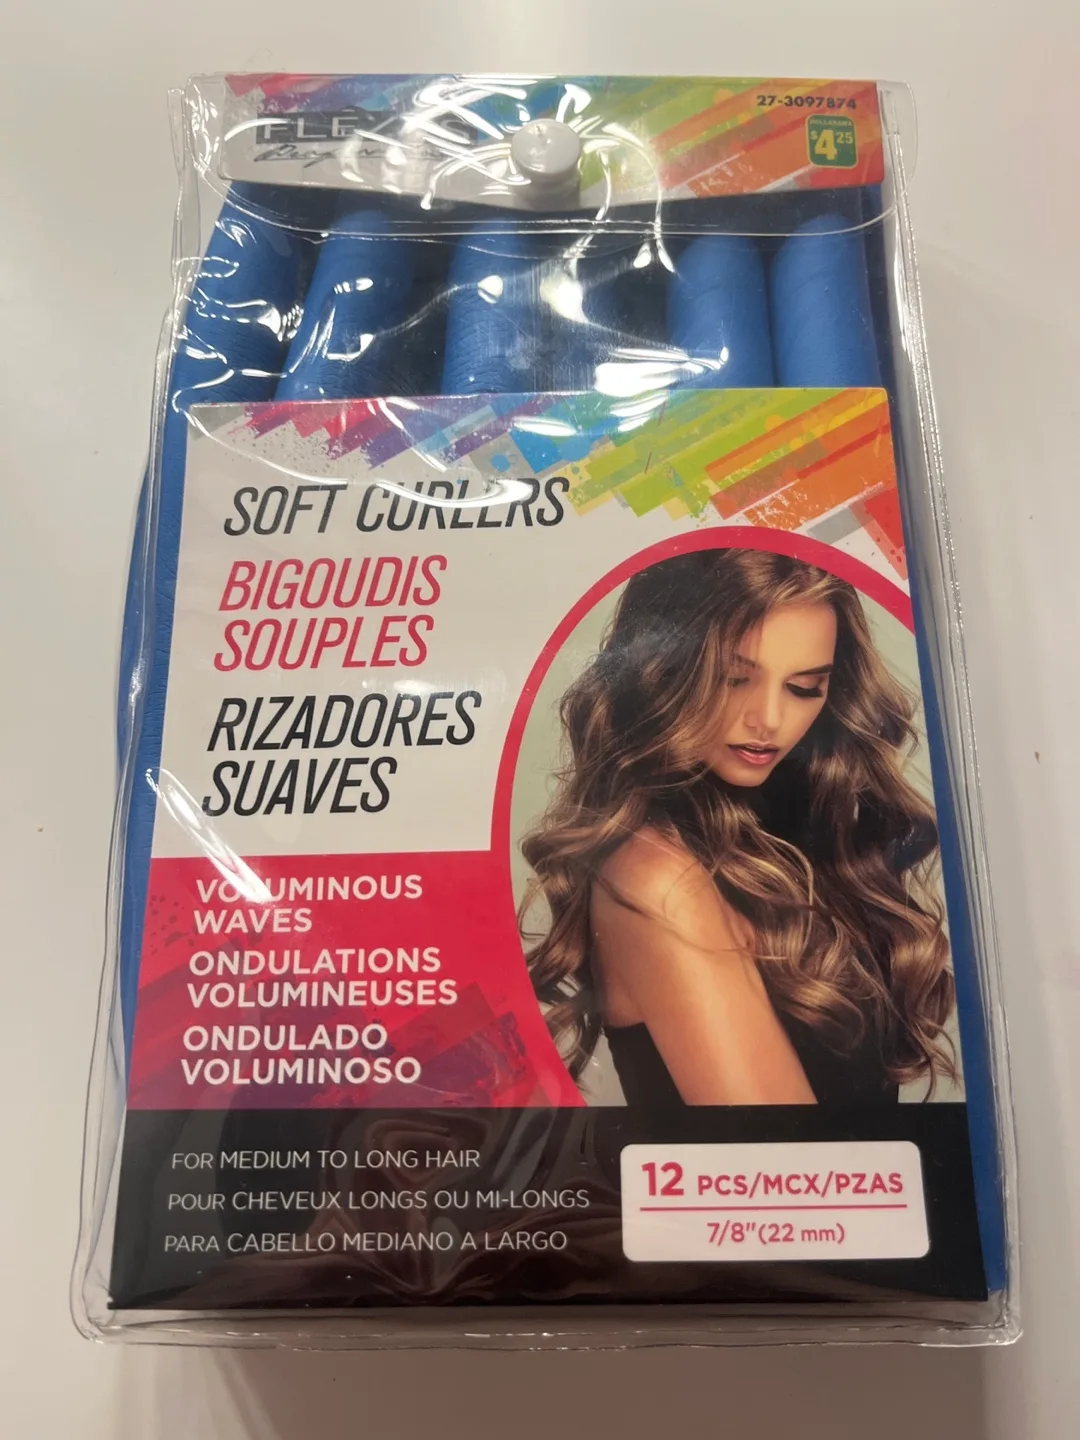 27-3097874
DOLLARAMA
$4.25
SOFT CURLERS
BIGOUDIS
SOUPLES
RIZADORES
SUAVES
VOLUMINOUS
WAVES
ONDULATIONS
VOLUMINEUSES
ONDULADO
VOLUMINOSO
FOR MEDIUM TO LONG HAIR
POUR CHEVEUX LONGS OU MI-LONGS
PARA CABELLO MEDIANO A LARGO
12 PCS/MCX/PZAS
7/8"(22 mm)